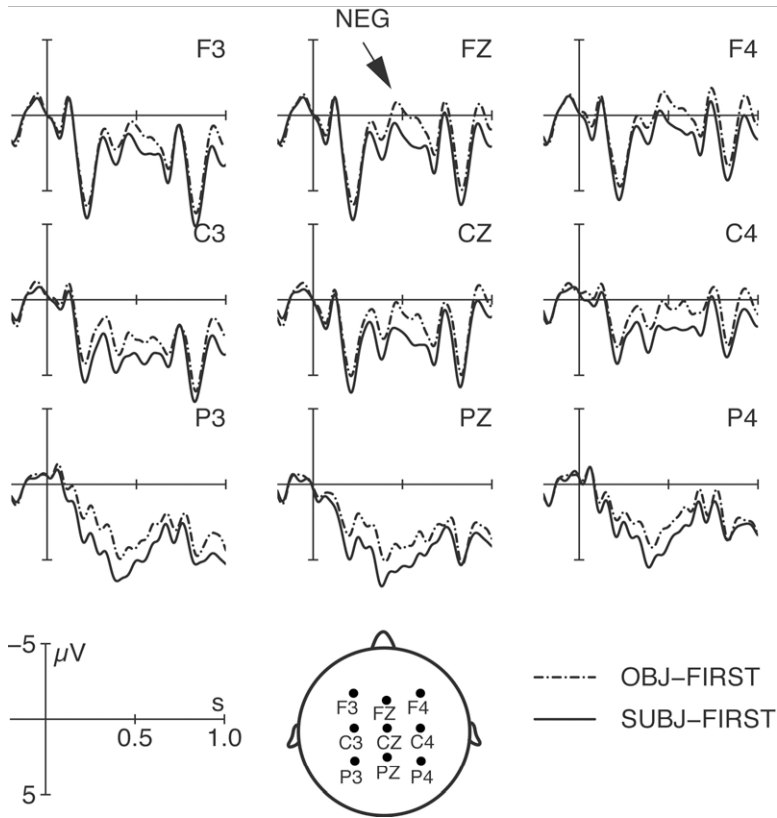 NEG
F3
FZ
F4
C3
CZ
C4
P3
PZ
P4
–5
µV
s
0.5
1.0
5
F3
FZ
F4
C3
CZ
C4
P3
PZ
P4
OBJ–FIRST
SUBJ–FIRST